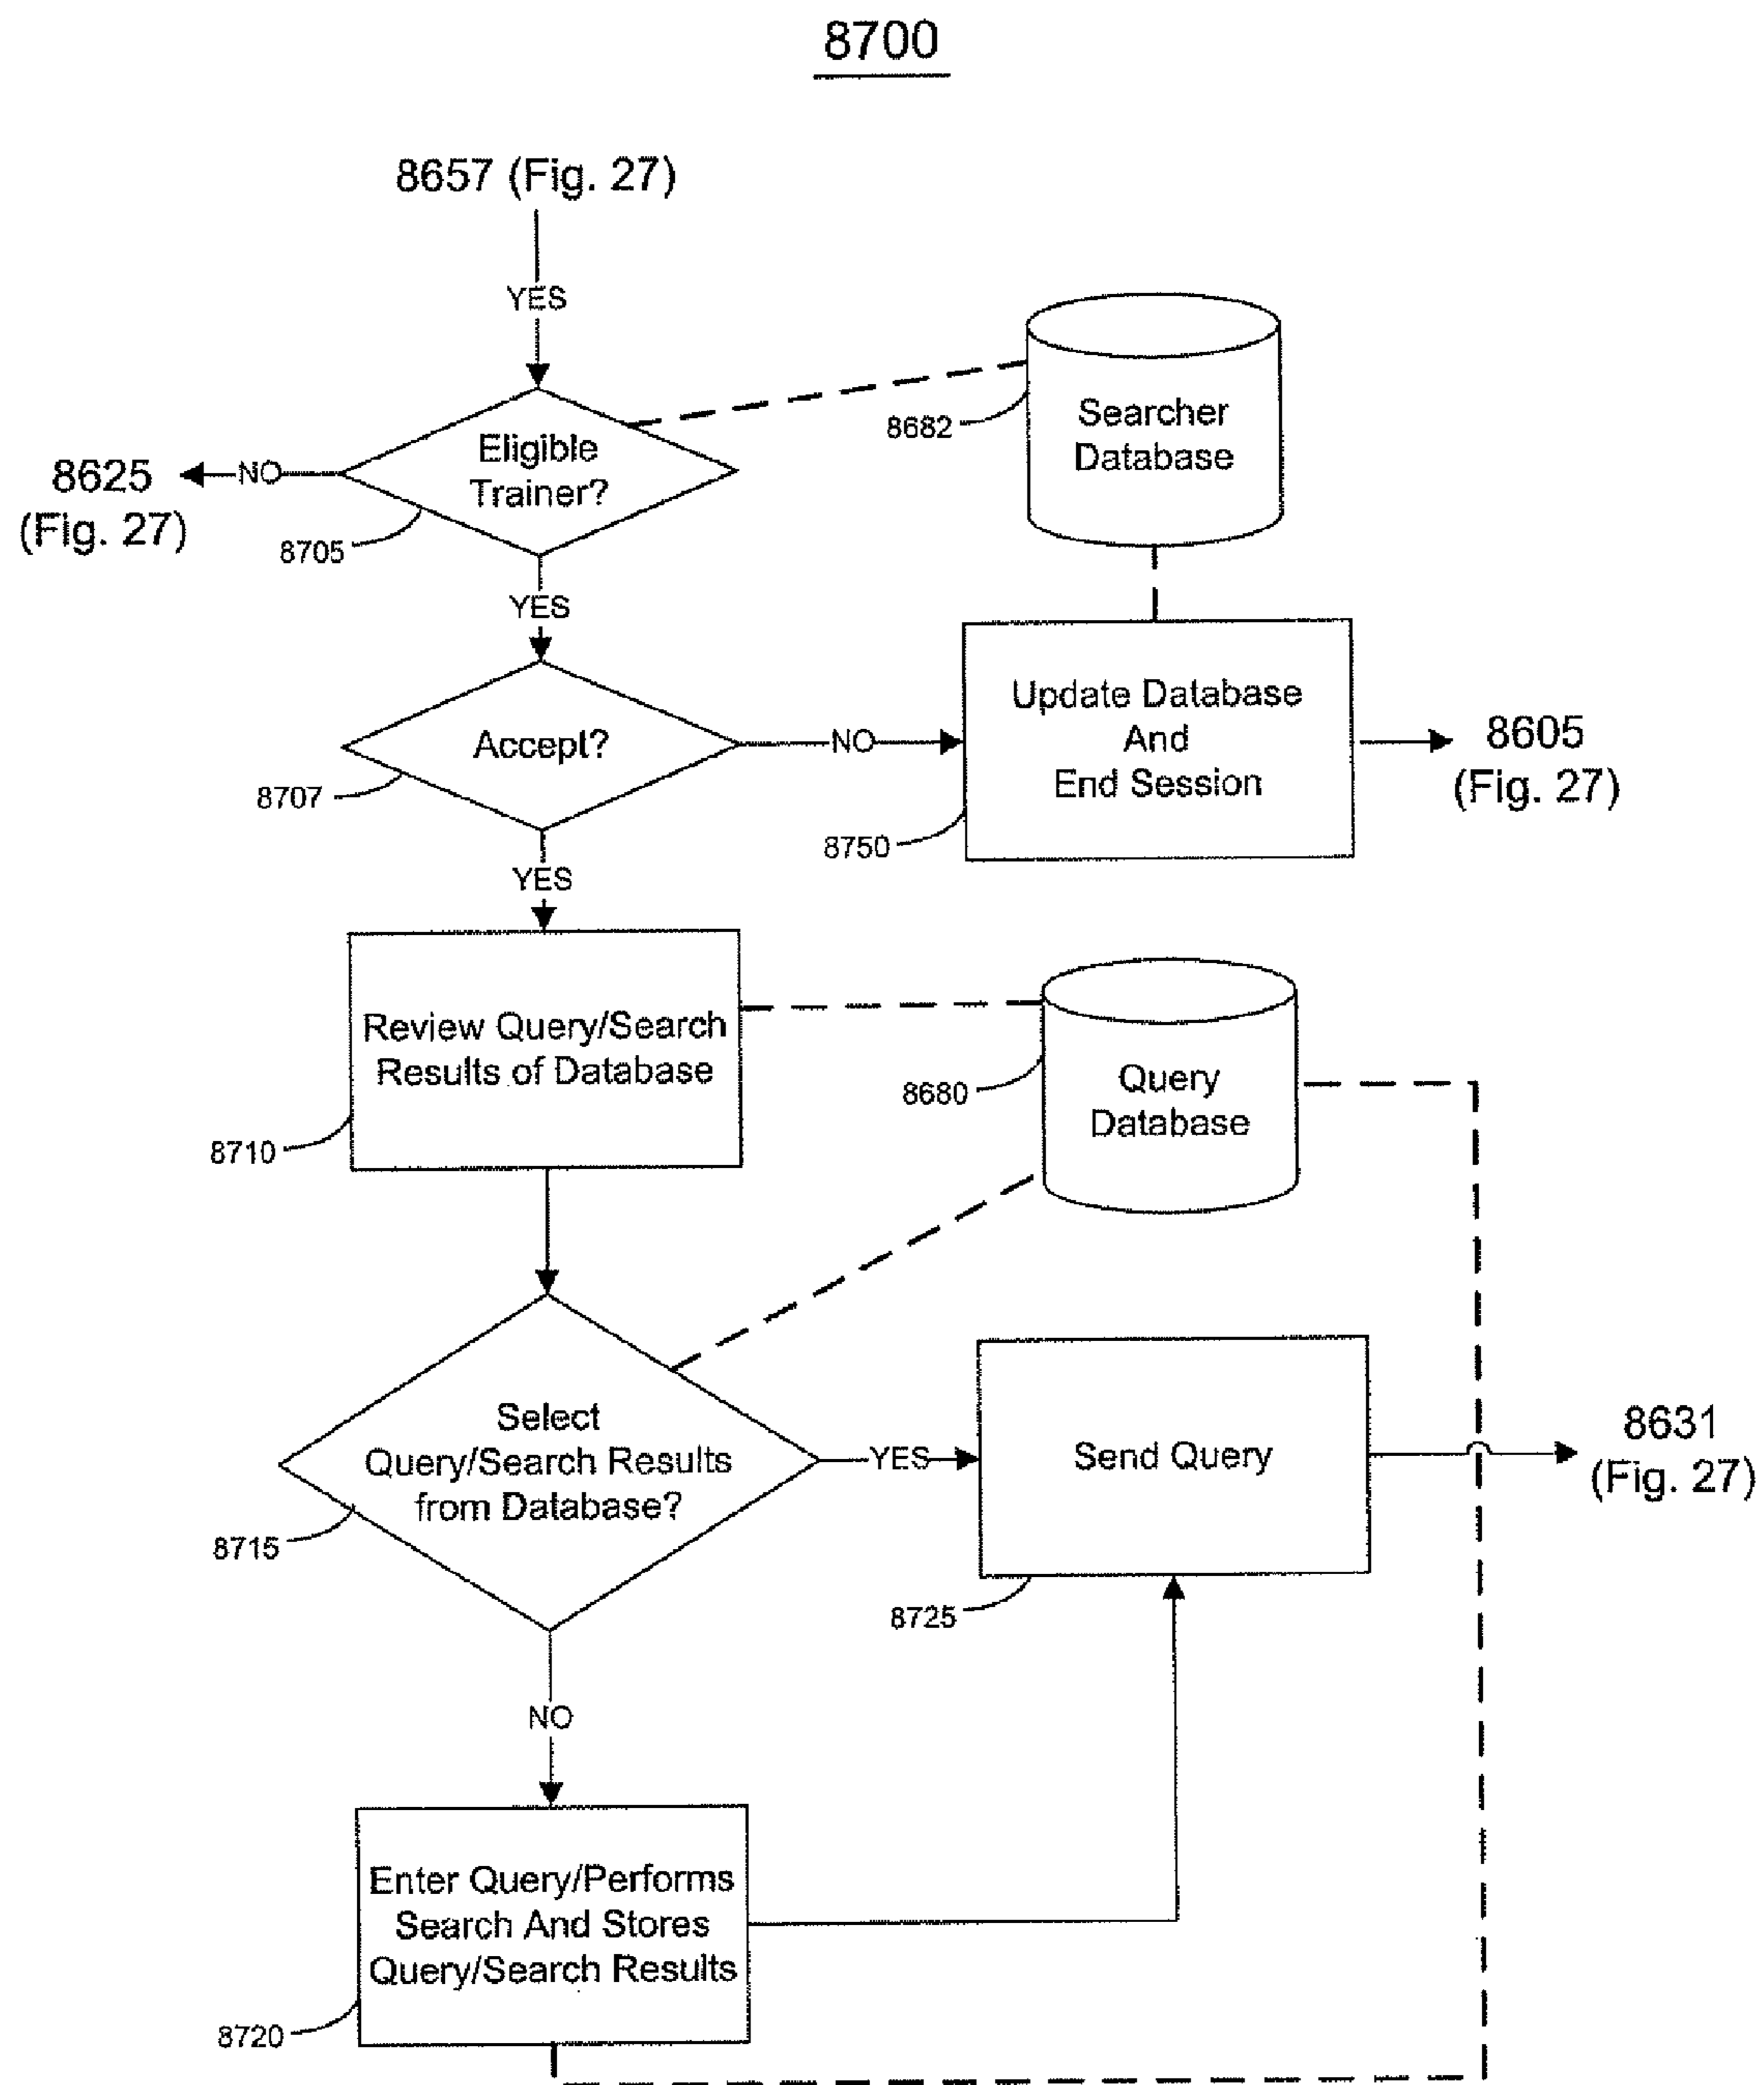 8700
8657 (Fig. 27)
YES
Eligible
Trainer?
8705
NO
8625
(Fig. 27)
8682
Searcher
Database
YES
Accept?
8707
NO
Update Database
And
End Session
8750
8605
(Fig. 27)
YES
Review Query/Search
Results of Database
8710
8680
Query
Database
Select
Query/Search Results
from Database?
8715
YES
Send Query
8725
8631
(Fig. 27)
NO
Enter Query/Performs
Search And Stores
Query/Search Results
8720